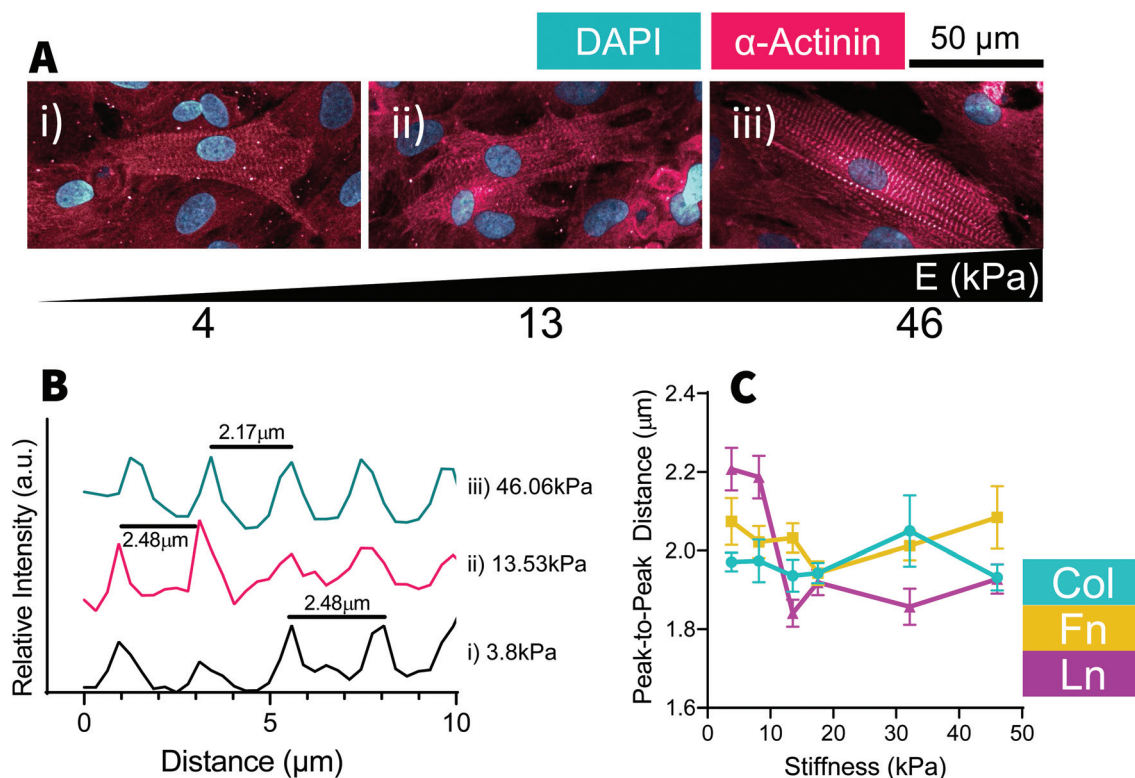 DAPI
α-Actinin
50 µm
A
i)
ii)
iii)
E (kPa)
4
13
46
B
Relative Intensity (a.u.)
2.17µm
iii) 46.06kPa
2.48µm
ii) 13.53kPa
2.48µm
i) 3.8kPa
0
5
10
Distance (µm)
C
Peak-to-Peak Distance (µm)
2.4
2.2
2.0
1.8
1.6
0
10
20
30
40
50
Stiffness (kPa)
Col
Fn
Ln